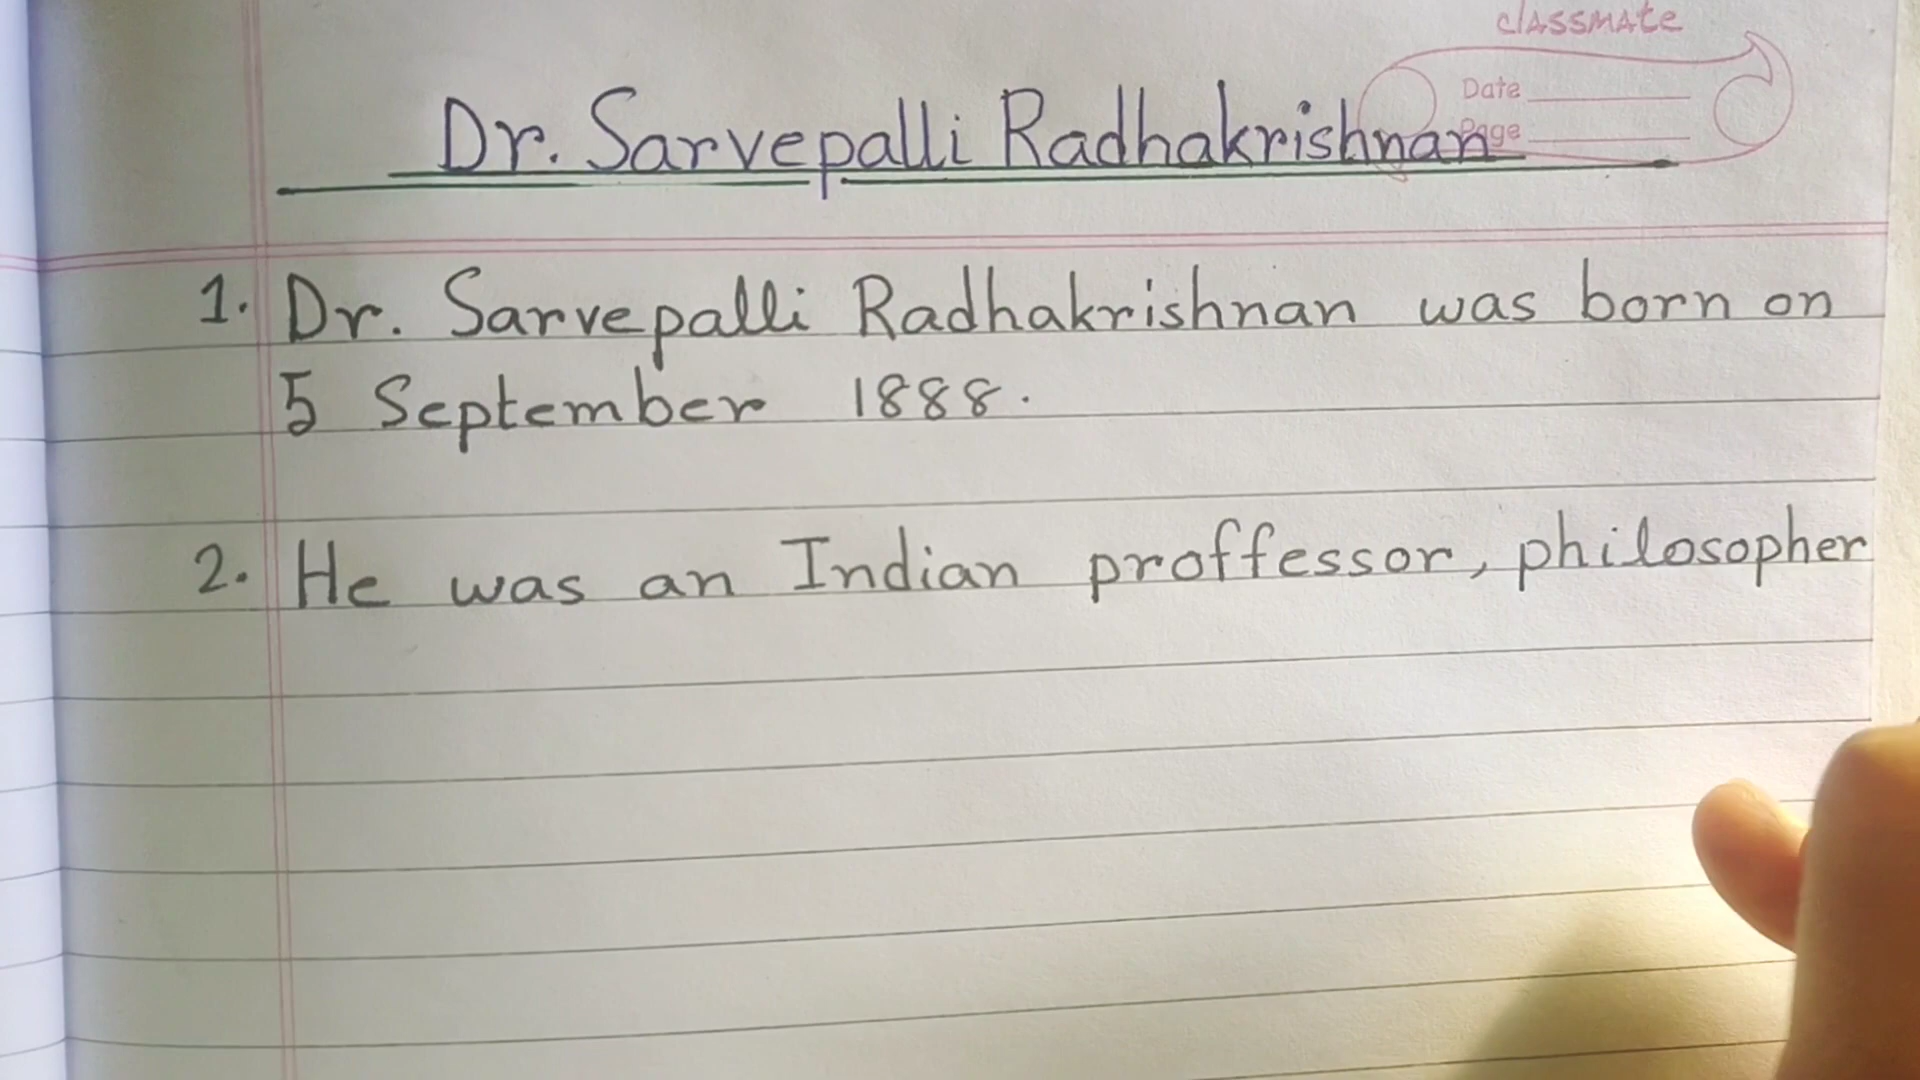 classmate
Date
Page
Dr. Sarvepalli Radhakrishnan
1. Dr. Sarvepalli Radhakrishnan was born on
5 September 1888.
2. He was an Indian proffessor, philosopher